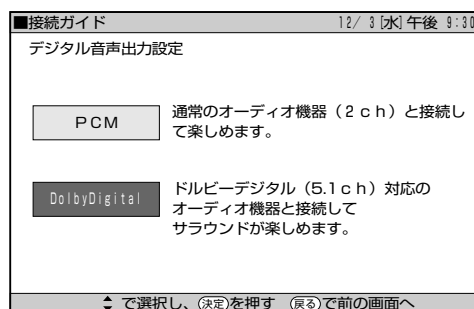 ■接続ガイド 12/ 3[水]午後 9:30
デジタル音声出力設定
PCM
通常のオーディオ機器（2ch）と接続し
て楽しめます。
DolbyDigital
ドルビーデジタル（5.1ch）対応の
オーディオ機器と接続して
サラウンドが楽しめます。
で選択し、決定を押す 戻るで前の画面へ